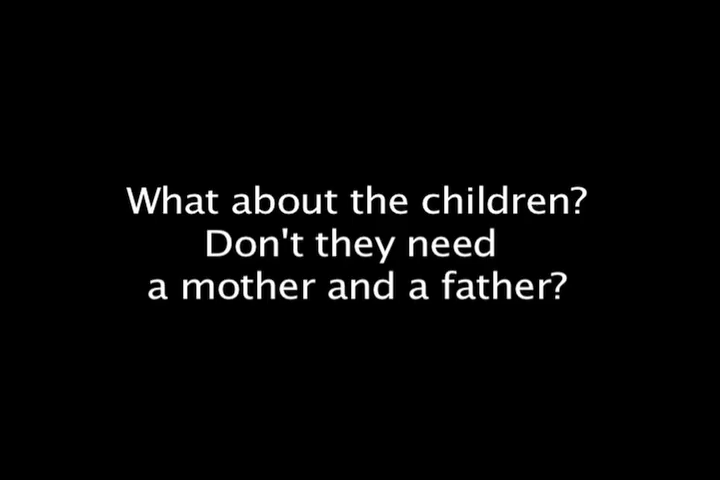 What about the children?
Don't they need
a mother and a father?